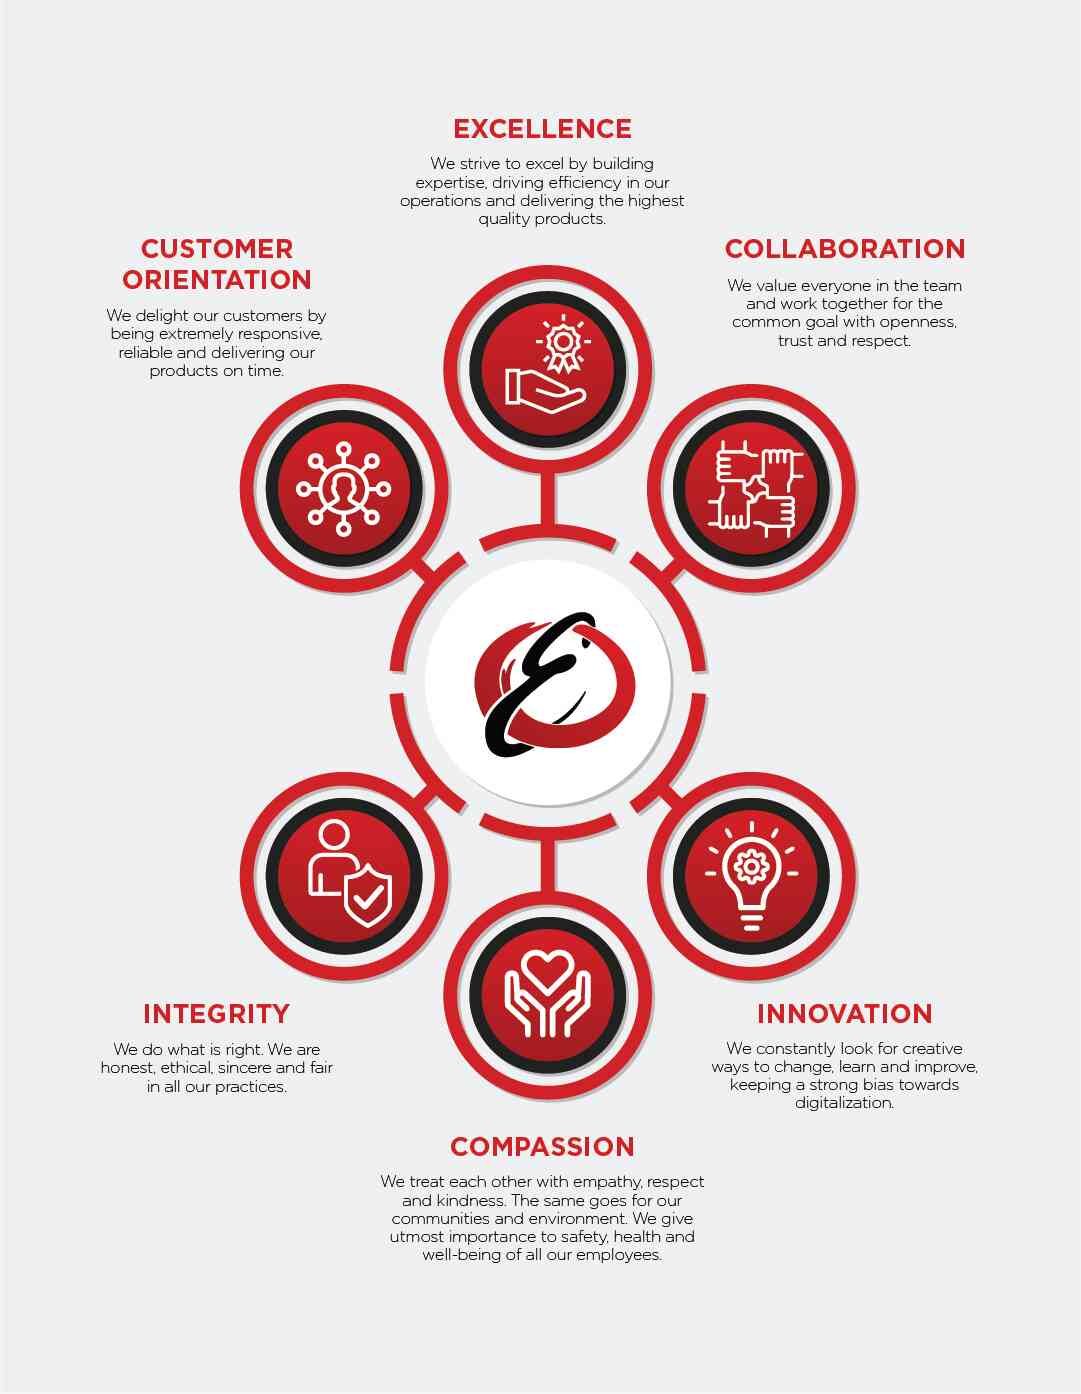 EXCELLENCE
We strive to excel by building
expertise, driving efficiency in our
operations and delivering the highest
quality products.
CUSTOMER
ORIENTATION
We delight our customers by
being extremely responsive,
reliable and delivering our
products on time.
COLLABORATION
We value everyone in the team
and work together for the
common goal with openness,
trust and respect.
INTEGRITY
We do what is right. We are
honest, ethical, sincere and fair
in all our practices.
INNOVATION
We constantly look for creative
ways to change, learn and improve,
keeping a strong bias towards
digitalization.
COMPASSION
We treat each other with empathy, respect
and kindness. The same goes for our
communities and environment. We give
utmost importance to safety, health and
well-being of all our employees.